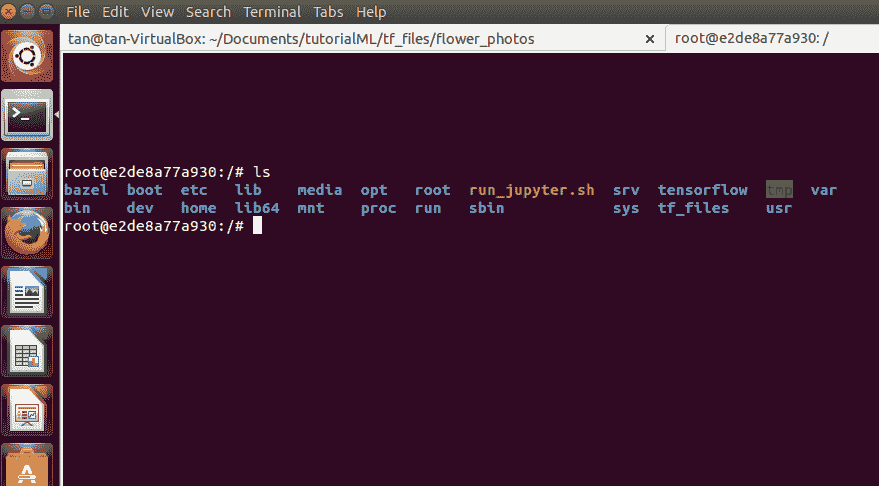 File Edit View Search Terminal Tabs Help
tan@tan-VirtualBox: ~/Documents/tutorialML/tf_files/flower_photos × root@e2de8a77a930: /
root@e2de8a77a930:/# ls
bazel boot etc lib media opt root run_jupyter.sh srv tensorflow tmp var
bin dev home lib64 mnt proc run sbin sys tf_files usr
root@e2de8a77a930:/#